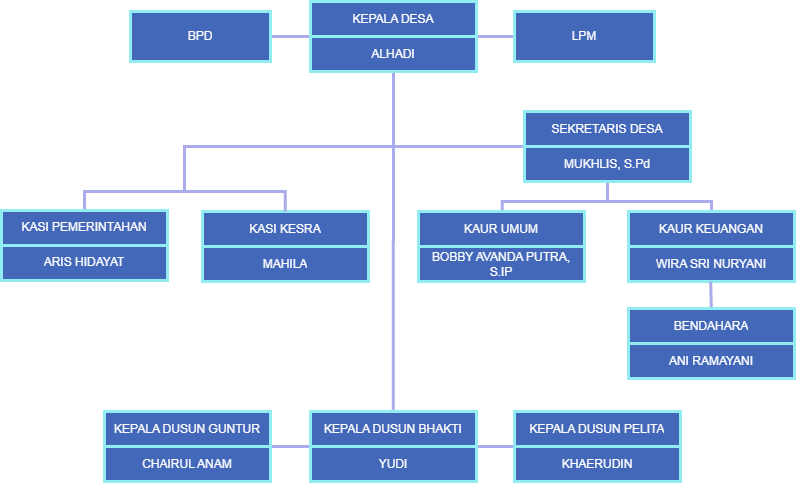 BPD
KEPALA DESA
ALHADI
LPM
SEKRETARIS DESA
MUKHLIS, S.Pd
KASI PEMERINTAHAN
ARIS HIDAYAT
KASI KESRA
MAHILA
KAUR UMUM
BOBBY AVANDA PUTRA,
S.IP
KAUR KEUANGAN
WIRA SRI NURYANI
BENDAHARA
ANI RAMAYANI
KEPALA DUSUN GUNTUR
CHAIRUL ANAM
KEPALA DUSUN BHAKTI
YUDI
KEPALA DUSUN PELITA
KHAERUDIN